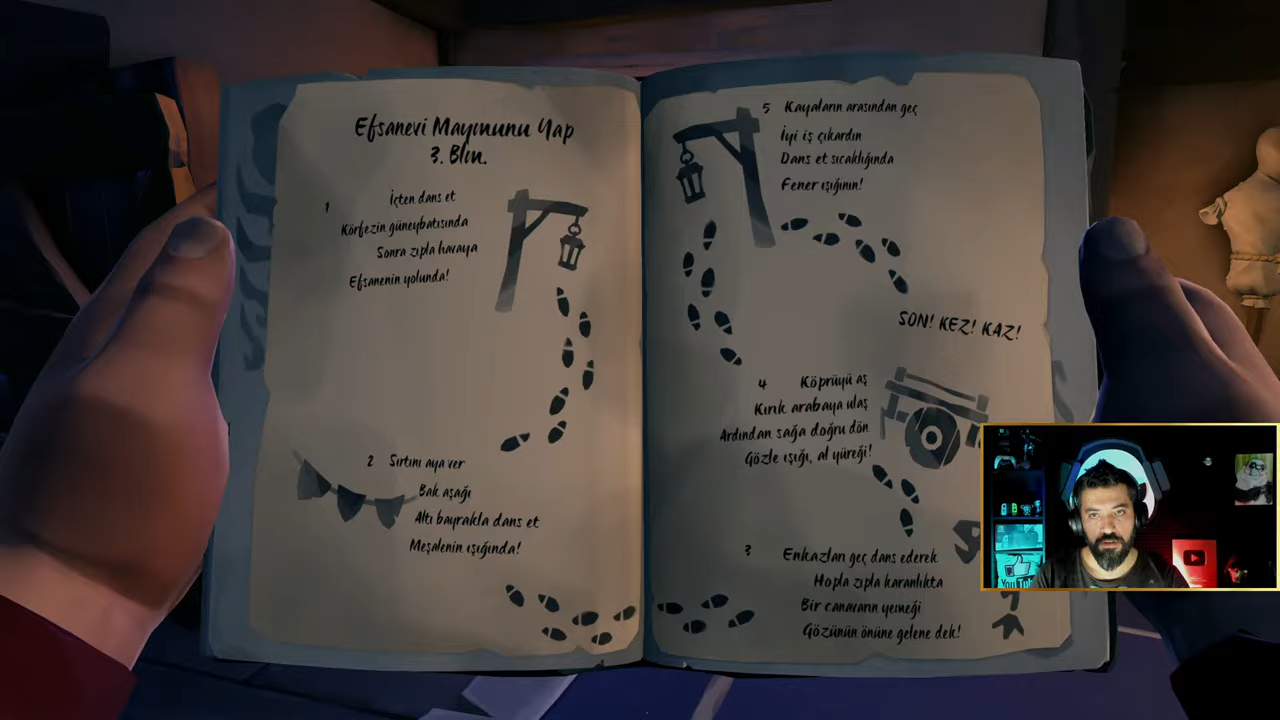 Efsanevi Maymunu Yap
3. Blm.
1
İçten dans et
Körfezin güneybatısında
Sonra zıpla havaya
Efsanenin yolunda!
2
Sırtını aya ver
Bak aşağı
Altı bayrakla dans et
Meşalenin ışığında!
5
Kayaların arasından geç
İyi iş çıkardın
Dans et sıcaklığında
Fener ışığının!
SON! KEZ! KAZ!
4
Köprüyü aş
Kırık arabaya ulaş
Ardından sağa doğru dön
Gözle ışığı, al yüreği!
3
Enkazlan geç dans ederek
Hopla zıpla karanlıkta
Bir canavarın yemeği
Gözünün önüne gelene dek!
YouTube